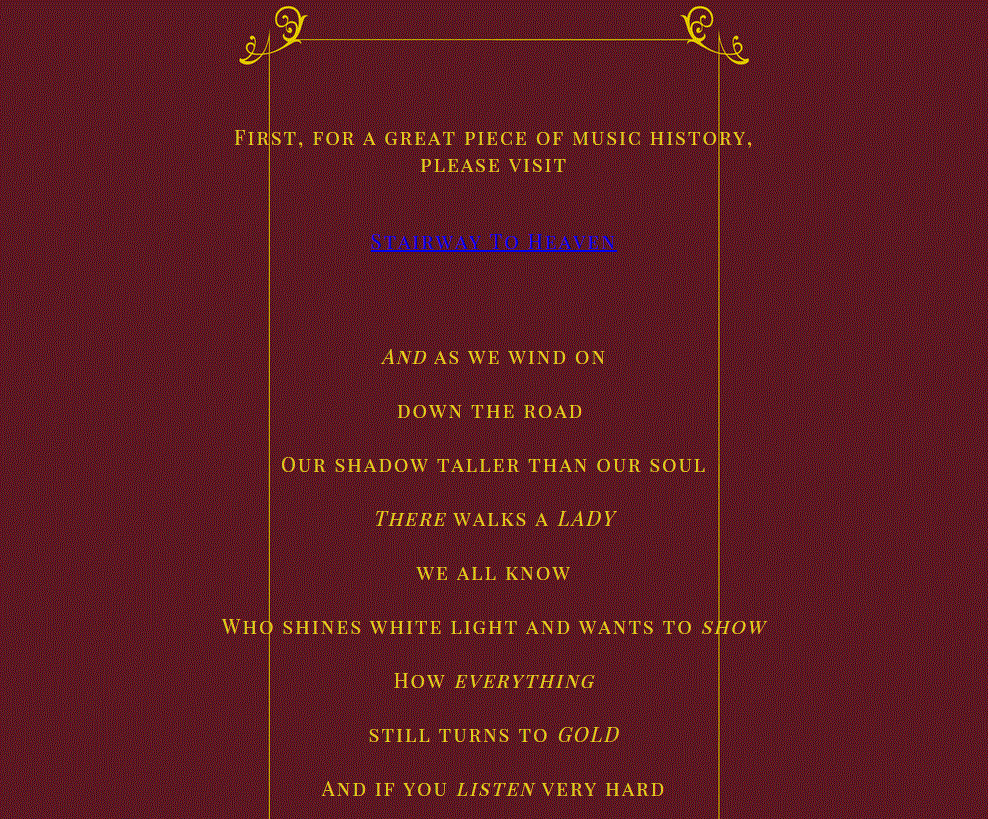 First, for a great piece of music history,
please visit
Stairway To Heaven
And as we wind on
down the road
Our shadow taller than our soul
There walks a LADY
we all know
Who shines white light and wants to show
How everything
still turns to GOLD
And if you listen very hard